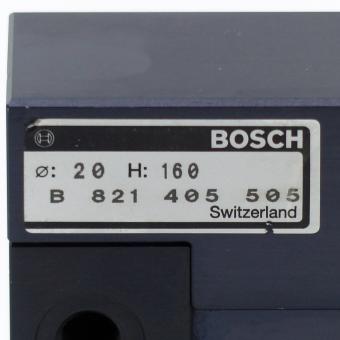 BOSCH
ø: 20 H: 160
B 821 405 505
Switzerland